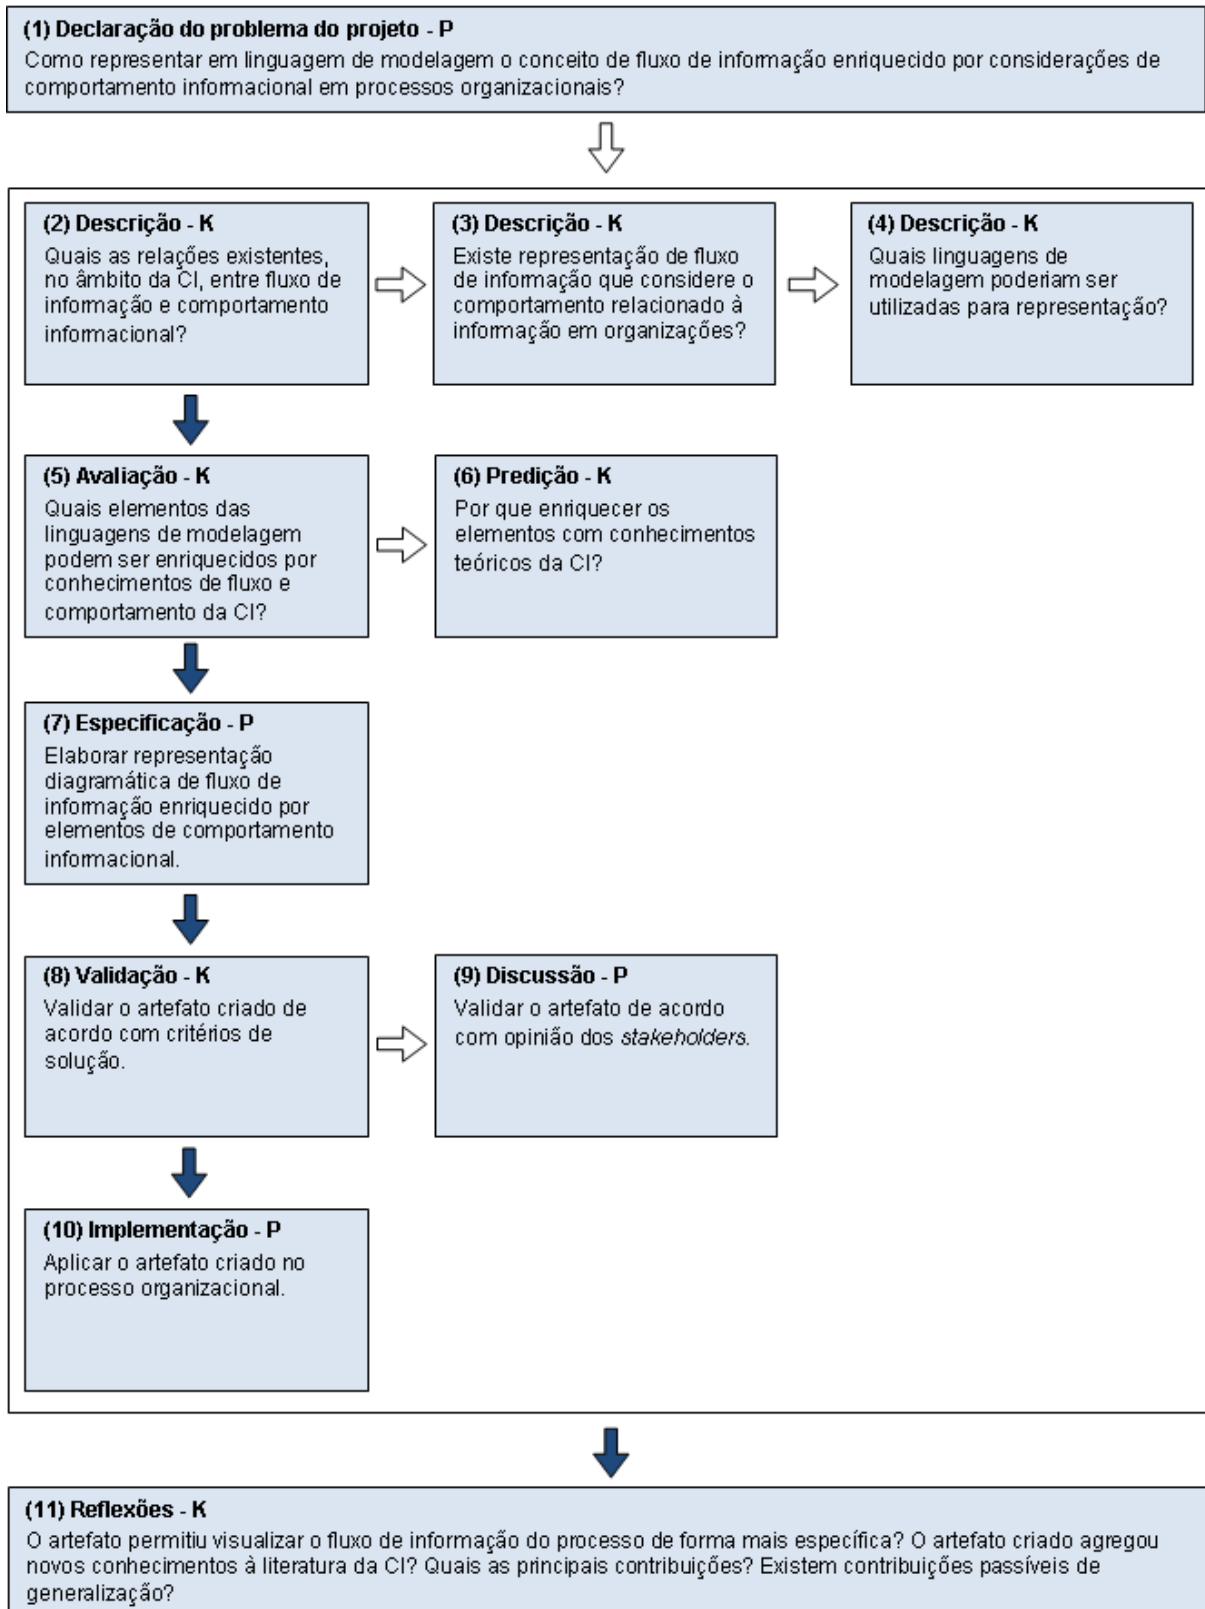 (1) Declaração do problema do projeto - P
Como representar em linguagem de modelagem o conceito de fluxo de informação enriquecido por considerações de
comportamento informacional em processos organizacionais?
(2) Descrição - K
Quais as relações existentes,
no âmbito da CI, entre fluxo de
informação e comportamento
informacional?
(3) Descrição - K
Existe representação de fluxo
de informação que considere o
comportamento relacionado à
informação em organizações?
(4) Descrição - K
Quais linguagens de
modelagem poderiam ser
utilizadas para representação?
(5) Avaliação - K
Quais elementos das
linguagens de modelagem
podem ser enriquecidos por
conhecimentos de fluxo e
comportamento da CI?
(6) Predição - K
Por que enriquecer os
elementos com conhecimentos
teóricos da CI?
(7) Especificação - P
Elaborar representação
diagramática de fluxo de
informação enriquecido por
elementos de comportamento
informacional.
(8) Validação - K
Validar o artefato criado de
acordo com critérios de
solução.
(9) Discussão - P
Validar o artefato de acordo
com opinião dos stakeholders.
(10) Implementação - P
Aplicar o artefato criado no
processo organizacional.
(11) Reflexões - K
O artefato permitiu visualizar o fluxo de informação do processo de forma mais específica? O artefato criado agregou
novos conhecimentos à literatura da CI? Quais as principais contribuições? Existem contribuições passíveis de
generalização?